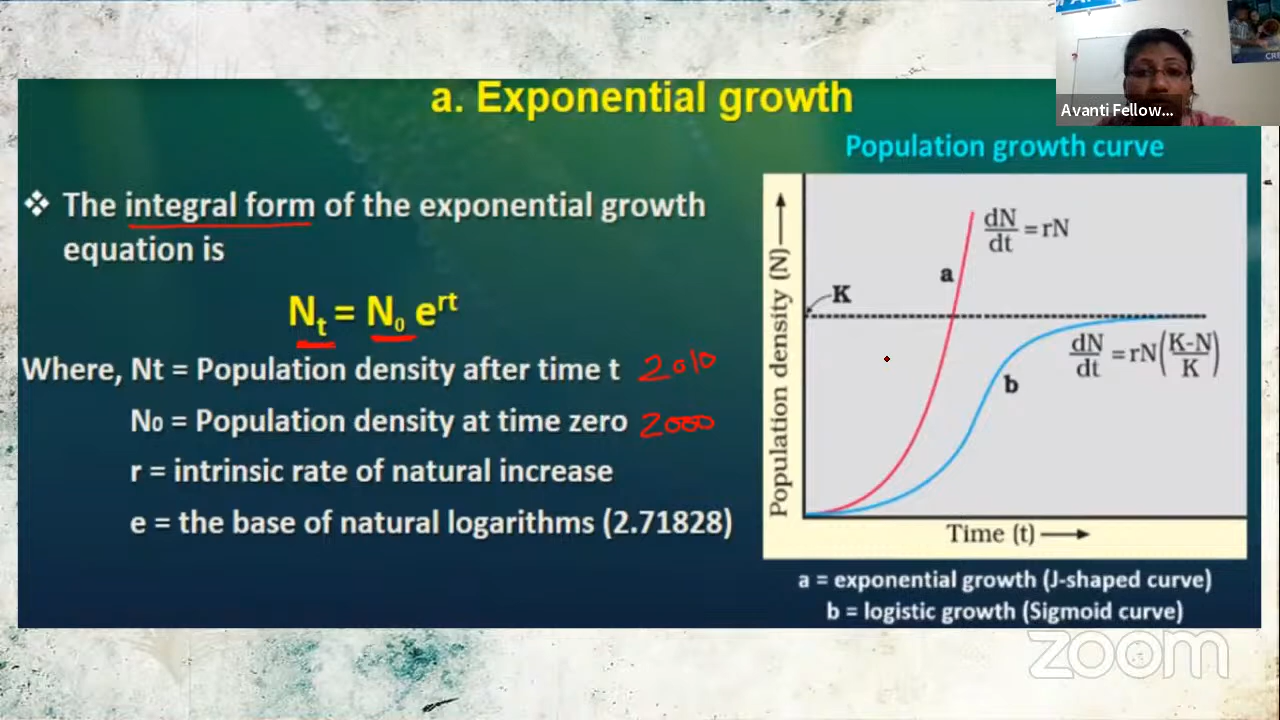 a. Exponential growth
Avanti Fellow...
Population growth curve
❖ The integral form of the exponential growth
equation is
Nt = N0 e^rt
Where, Nt = Population density after time t 2010
N0 = Population density at time zero 2000
r = intrinsic rate of natural increase
e = the base of natural logarithms (2.71828)
Population density (N)
K
a
dN/dt = rN
b
dN/dt = rN(K-N/K)
Time (t)
a = exponential growth (J-shaped curve)
b = logistic growth (Sigmoid curve)
zoom